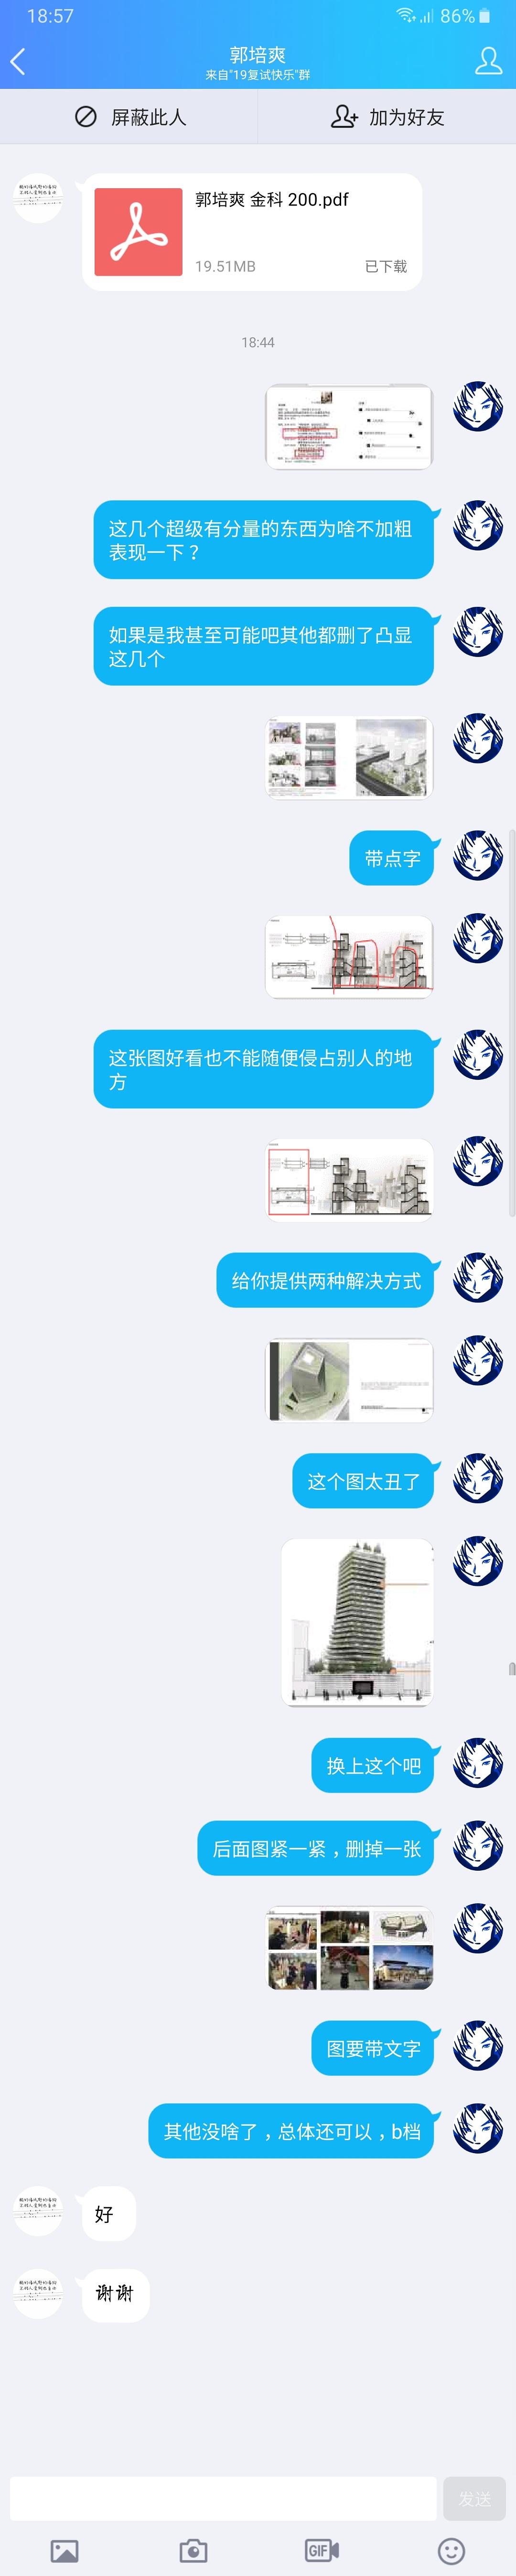 18:57
86%
郭培爽
来自"19复试快乐"群
屏蔽此人
加为好友
郭培爽 金科 200.pdf
19.51MB
已下载
18:44
这几个超级有分量的东西为啥不加粗
表现一下？
如果是我甚至可能吧其他都删了凸显
这几个
带点字
这张图好看也不能随便侵占别人的地
方
给你提供两种解决方式
这个图太丑了
换上这个吧
后面图紧一紧，删掉一张
图要带文字
其他没啥了，总体还可以，b档
好
谢谢
发送
GIF